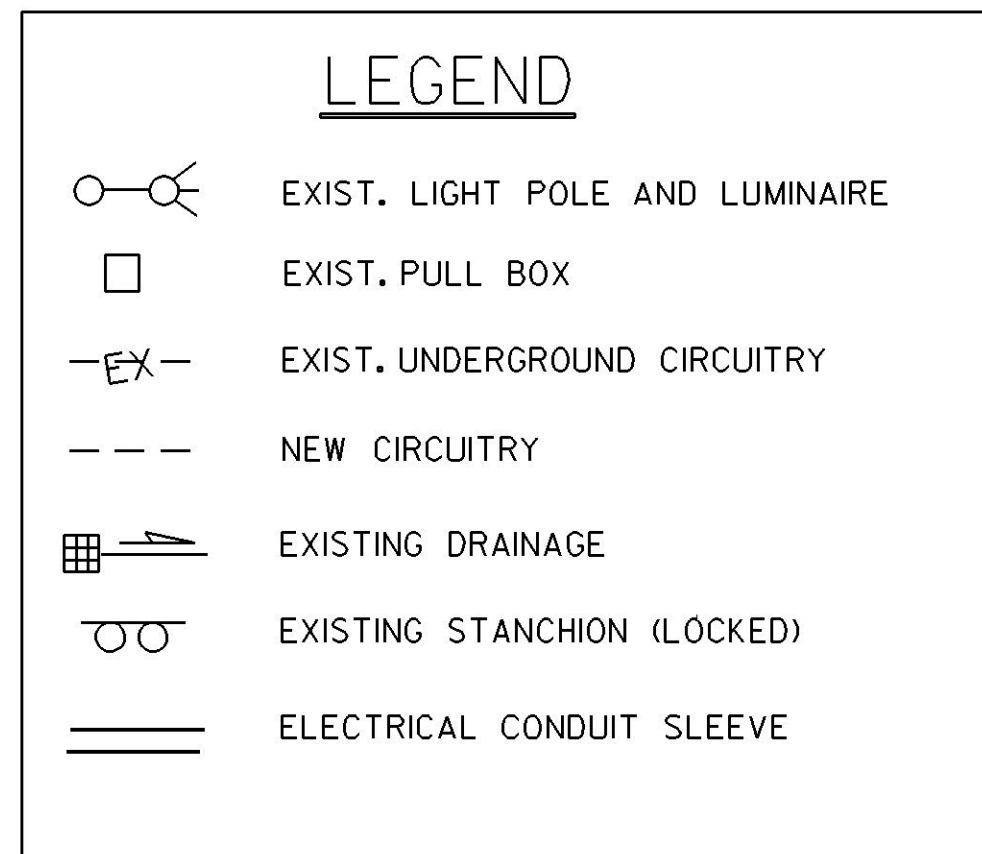 LEGEND
EXIST. LIGHT POLE AND LUMINAIRE
EXIST. PULL BOX
—EX— EXIST. UNDERGROUND CIRCUITRY
NEW CIRCUITRY
EXISTING DRAINAGE
EXISTING STANCHION (LOCKED)
ELECTRICAL CONDUIT SLEEVE